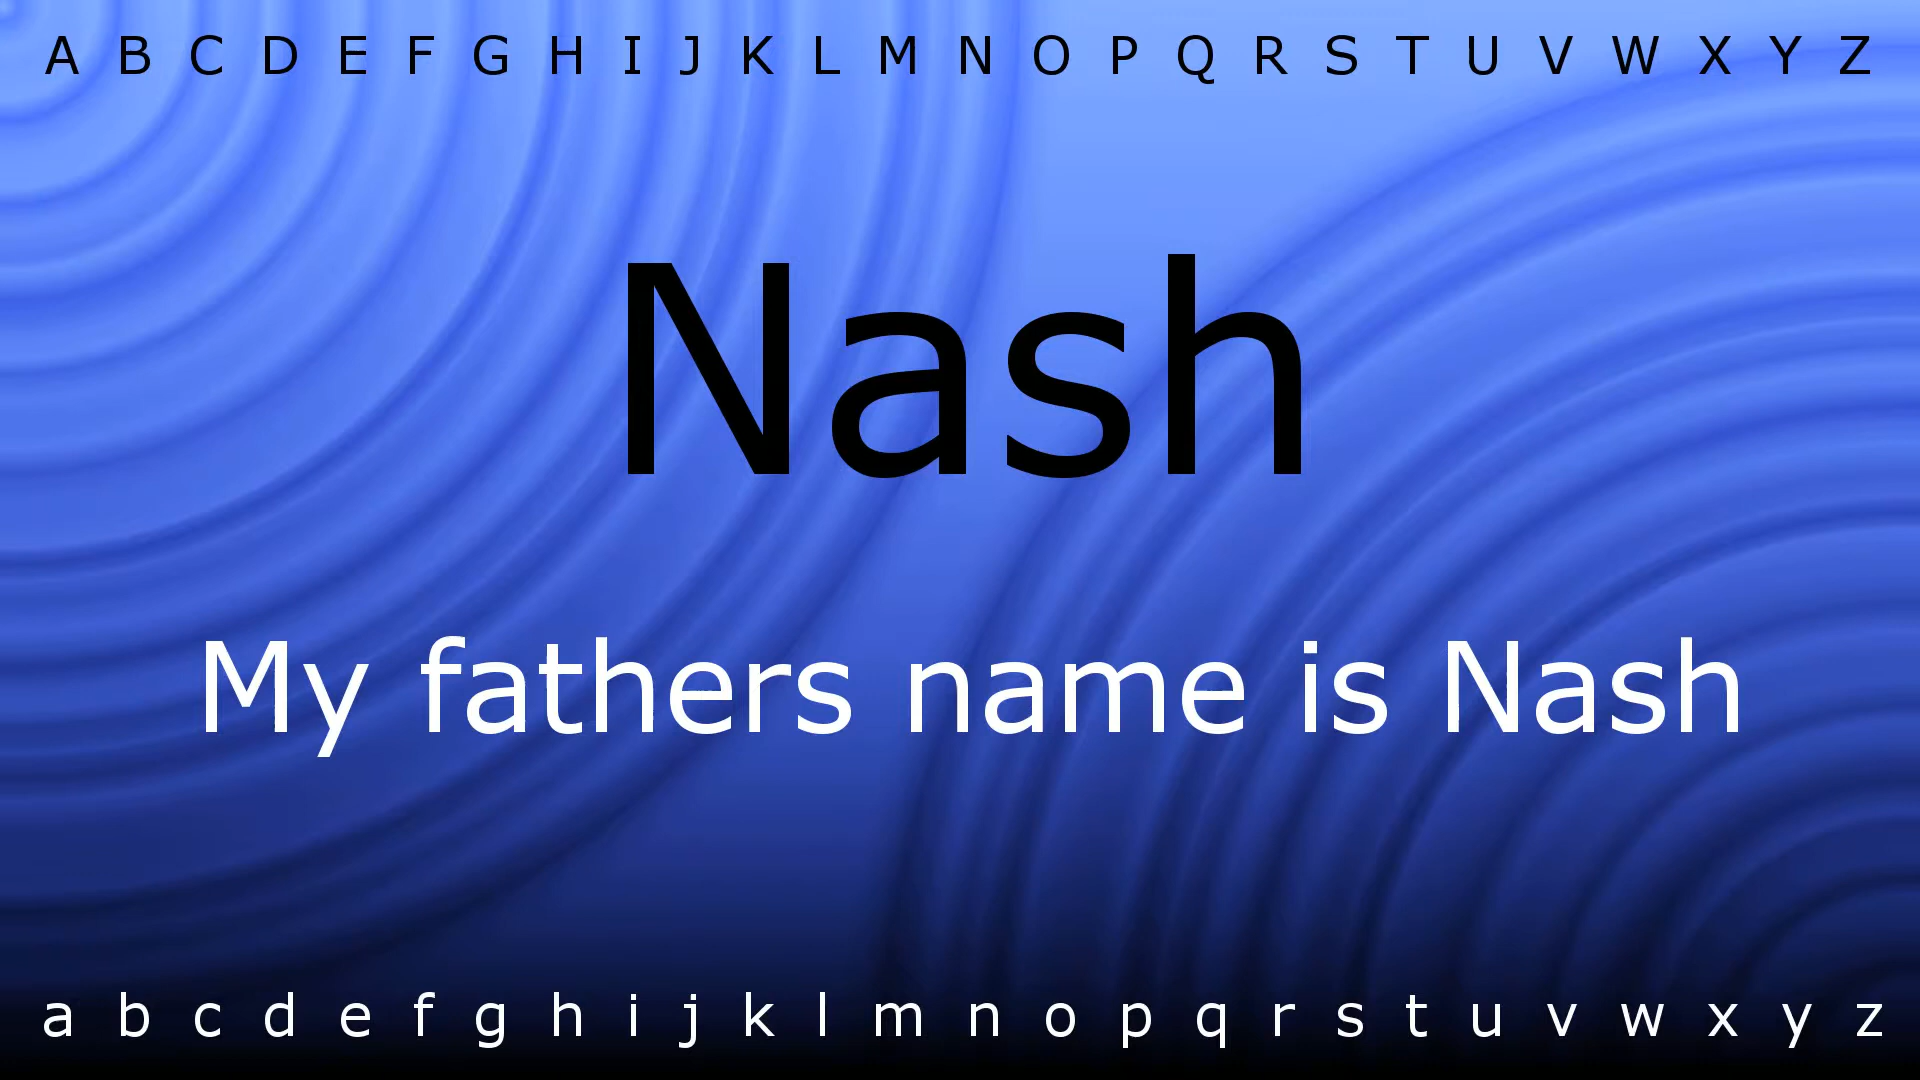 A B C D E F G H I J K L M N O P Q R S T U V W X Y Z
Nash
My fathers name is Nash
a b c d e f g h i j k l m n o p q r s t u v w x y z